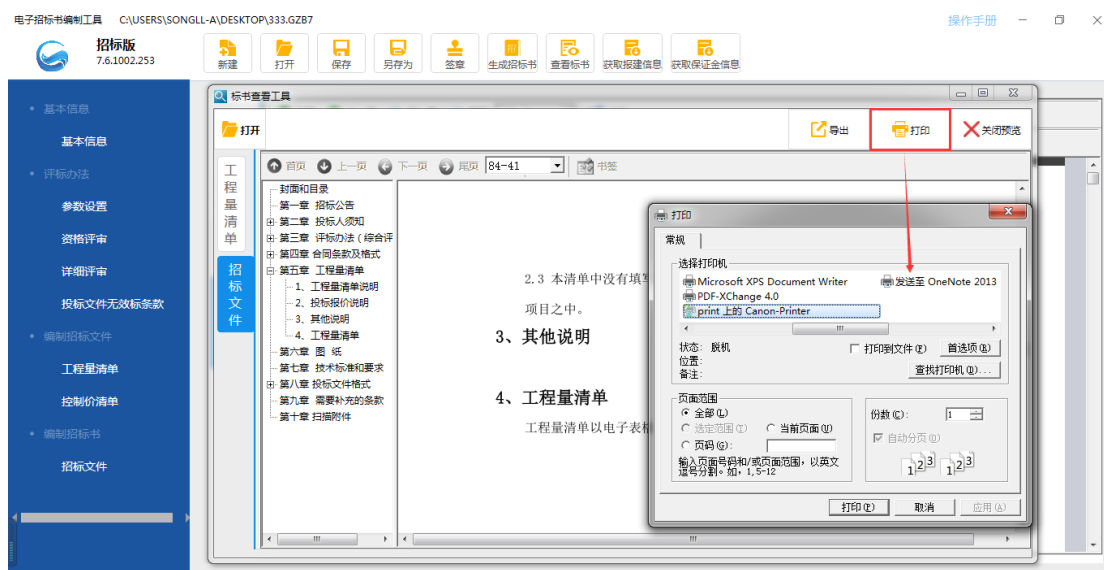 电子招标书编制工具 C:\USERS\SONGLL-A\DESKTOP\333.GZB7 操作手册
招标版
7.6.1002.253
新建 打开 保存 另存为 签章 生成招标书 查看标书 获取报建信息 获取保证金信息
基本信息
基本信息
评标办法
参数设置
资格评审
详细评审
投标文件无效标条款
编制招标文件
工程量清单
控制价清单
编制招标书
招标文件
标书查看工具
打开 导出 打印 关闭预览
工程量清单
招标文件
首页 上一页 下一页 尾页 84-41 书签
封面和目录
第一章 招标公告
第二章 投标人须知
第三章 评标办法 ( 综合评
第四章 合同条款及格式
第五章 工程量清单
1、工程量清单说明
2、投标报价说明
3、其他说明
4、工程量清单
第六章 图 纸
第七章 技术标准和要求
第八章 投标文件格式
第九章 需要补充的条款
第十章 扫描附件
2.3 本清单中没有填写
项目之中。
3、其他说明
4、工程量清单
工程量清单以电子表格
打印
常规
选择打印机
Microsoft XPS Document Writer 发送至 OneNote 2013
PDF-XChange 4.0
print 上的 Canon-Printer
状态: 脱机 打印到文件(F) 首选项(R)
位置:
备注: 查找打印机(D)...
页面范围
全部(L) 份数(C): 1
选定范围(T) 当前页面(U)
页码(G): 自动分页(O)
输入页面号码和/或页面范围，以英文
逗号分割。如，1,5-12
1 2 3 1 2 3
打印(P) 取消 应用(A)